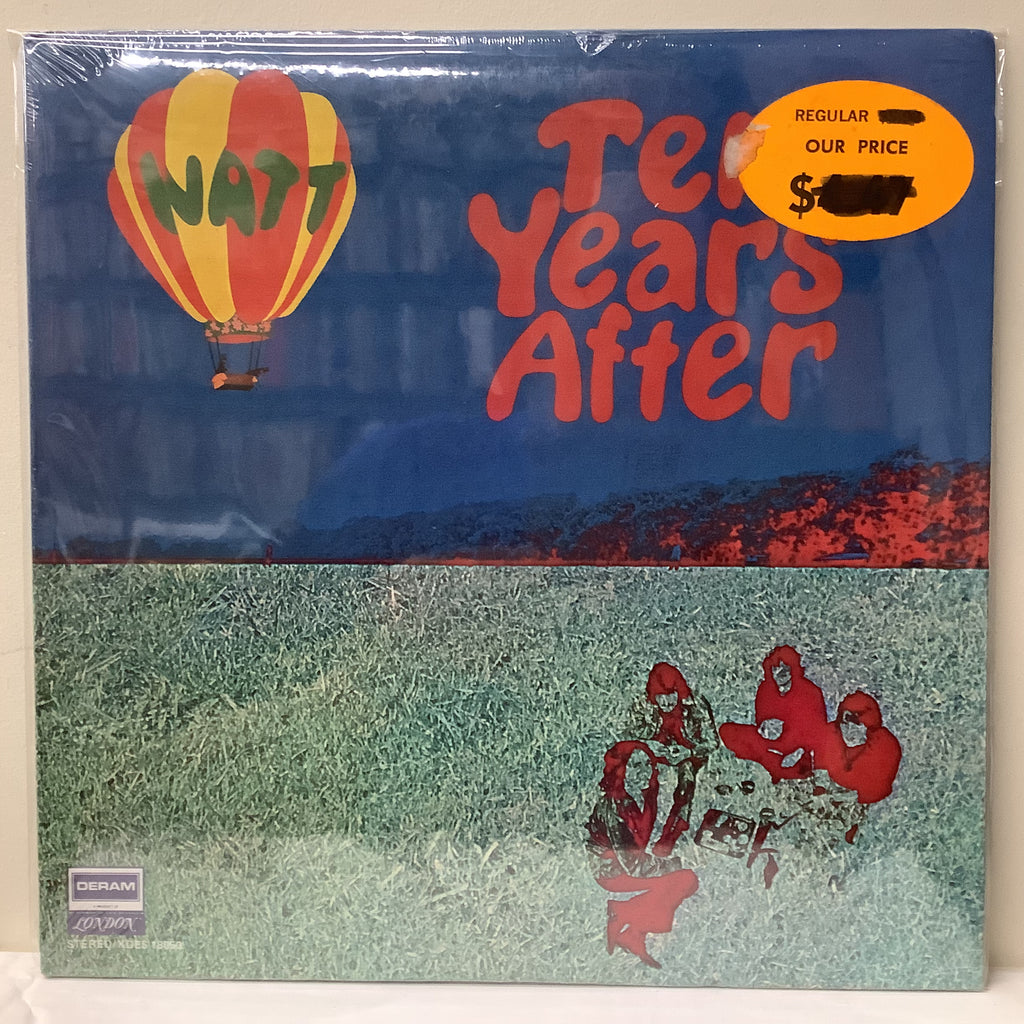 WATT
Ten
Years
After
REGULAR
OUR PRICE
$
DERAM
LONDON
STEREO/XDES 18050